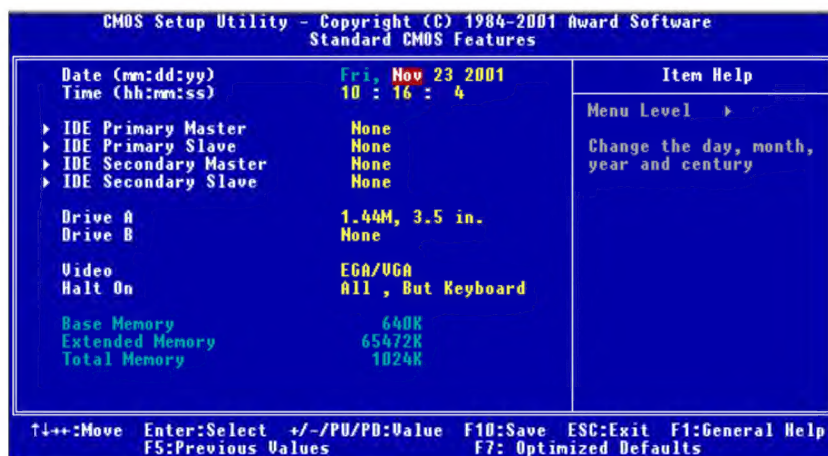 CMOS Setup Utility - Copyright (C) 1984-2001 Award Software
Standard CMOS Features
Date (mm:dd:yy) Fri, Nov 23 2001
Time (hh:mm:ss) 10 : 16 : 4
▸ IDE Primary Master None
▸ IDE Primary Slave None
▸ IDE Secondary Master None
▸ IDE Secondary Slave None
Drive A 1.44M, 3.5 in.
Drive B None
Video EGA/VGA
Halt On All , But Keyboard
Base Memory 640K
Extended Memory 65472K
Total Memory 1024K
Item Help
Menu Level ▸
Change the day, month,
year and century
↑↓→←:Move Enter:Select +/-/PU/PD:Value F10:Save ESC:Exit F1:General Help
F5:Previous Values F7: Optimized Defaults